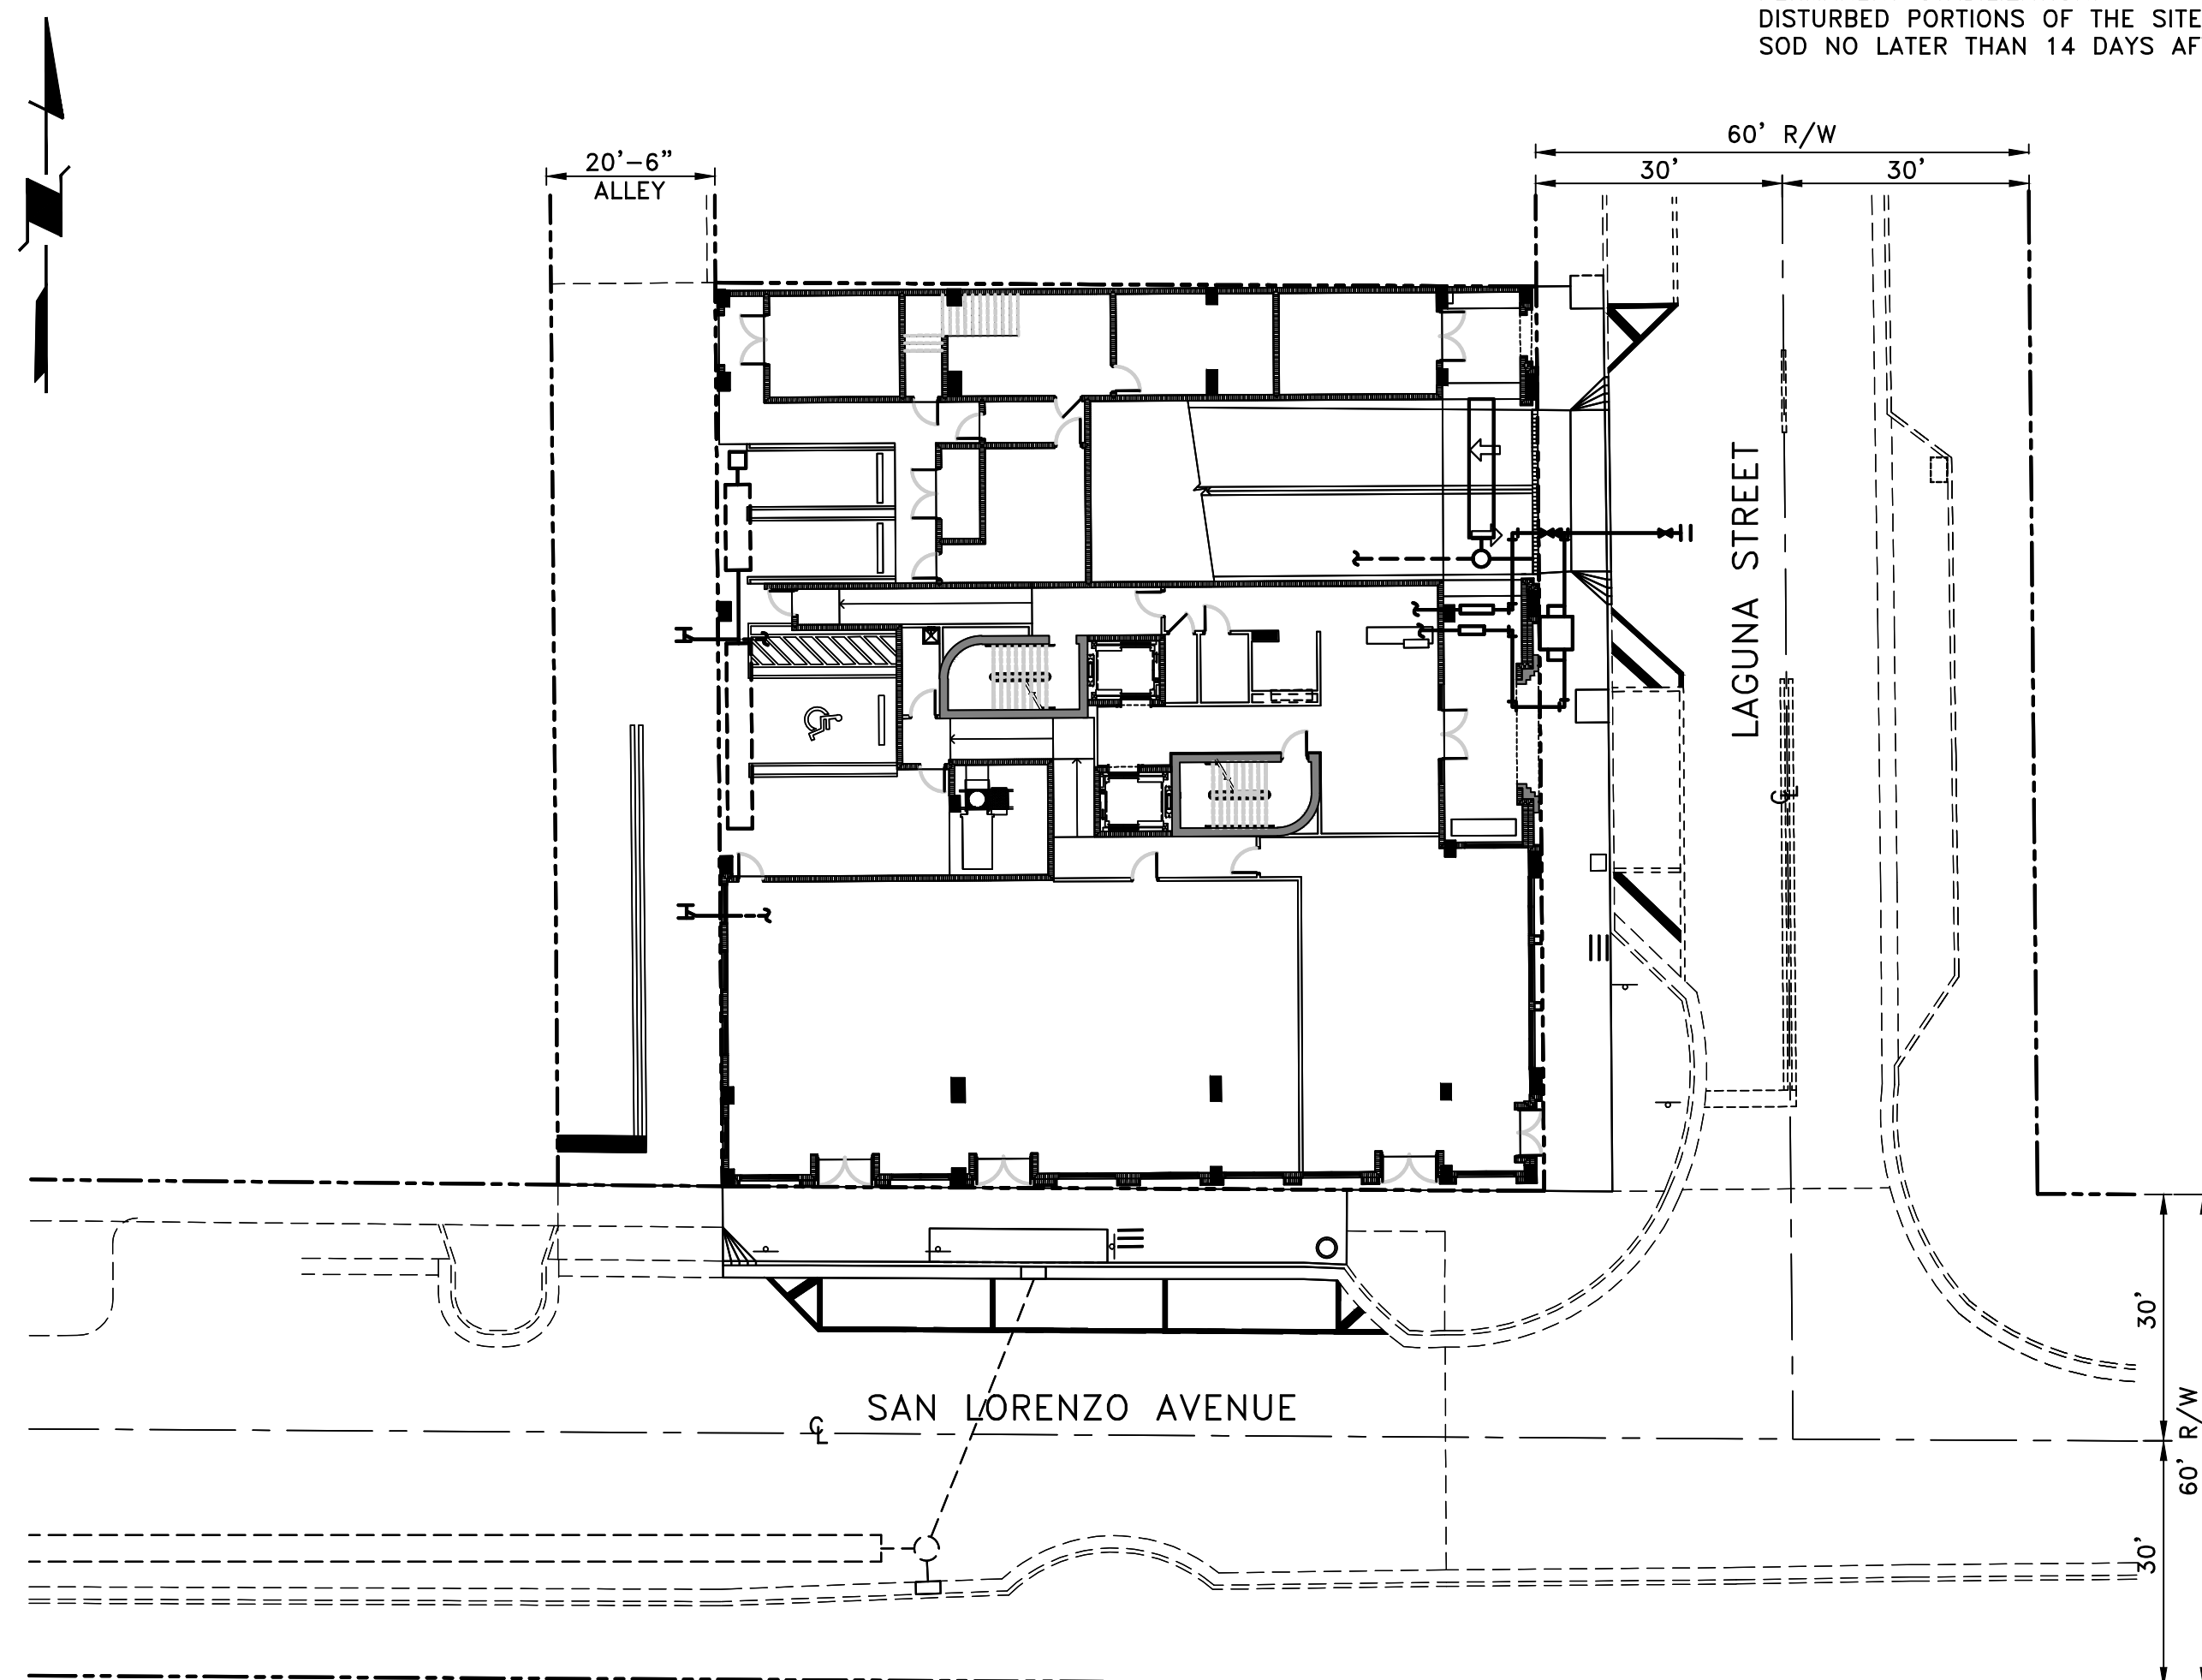 DISTURBED PORTIONS OF THE SITE
SOD NO LATER THAN 14 DAYS AF
60' R/W
20'-6"
30'
30'
ALLEY
LAGUNA STREET
℄
30'
SAN LORENZO AVENUE
℄
60' R/W
30'